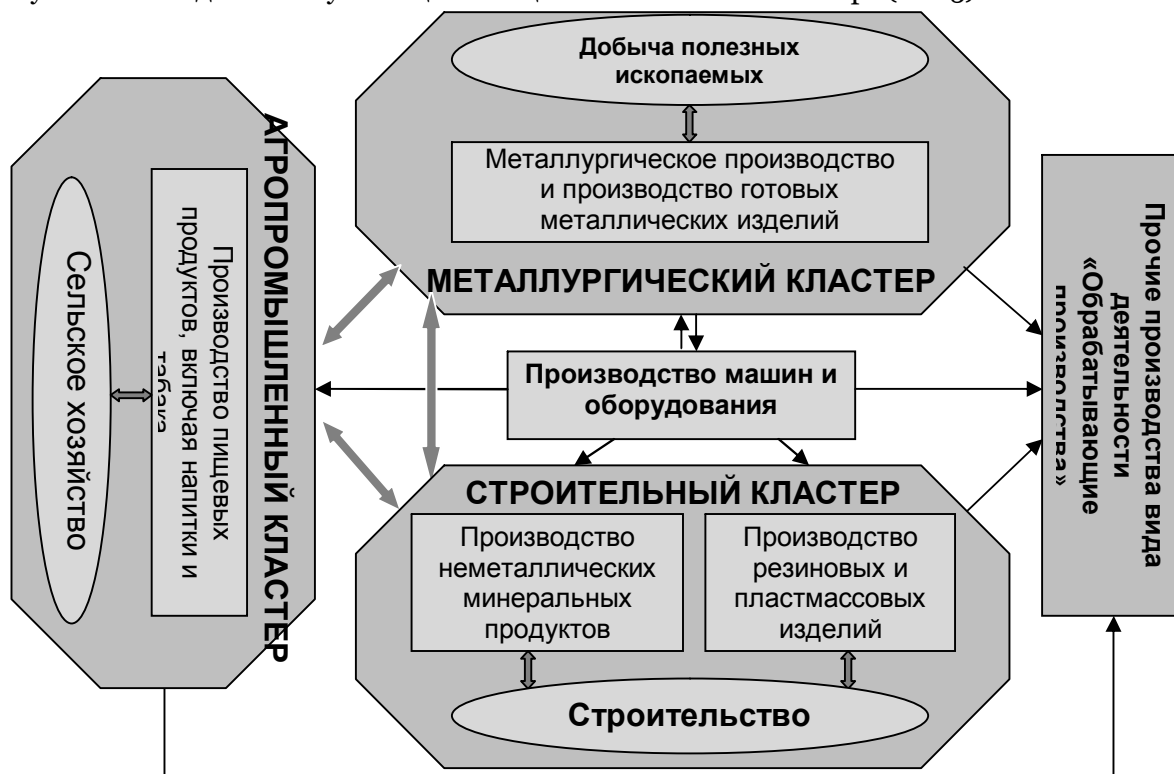 Добыча полезных
ископаемых
Металлургическое производство
и производство готовых
металлических изделий
МЕТАЛЛУРГИЧЕСКИЙ КЛАСТЕР
АГРОПРОМЫШЛЕННЫЙ КЛАСТЕР
Производство пищевых
продуктов, включая напитки и
табака
Сельское хозяйство
Производство машин и
оборудования
Прочие производства вида
деятельности
«Обрабатывающие
производства»
СТРОИТЕЛЬНЫЙ КЛАСТЕР
Производство
неметаллических
минеральных
продуктов
Производство
резиновых и
пластмассовых
изделий
Строительство